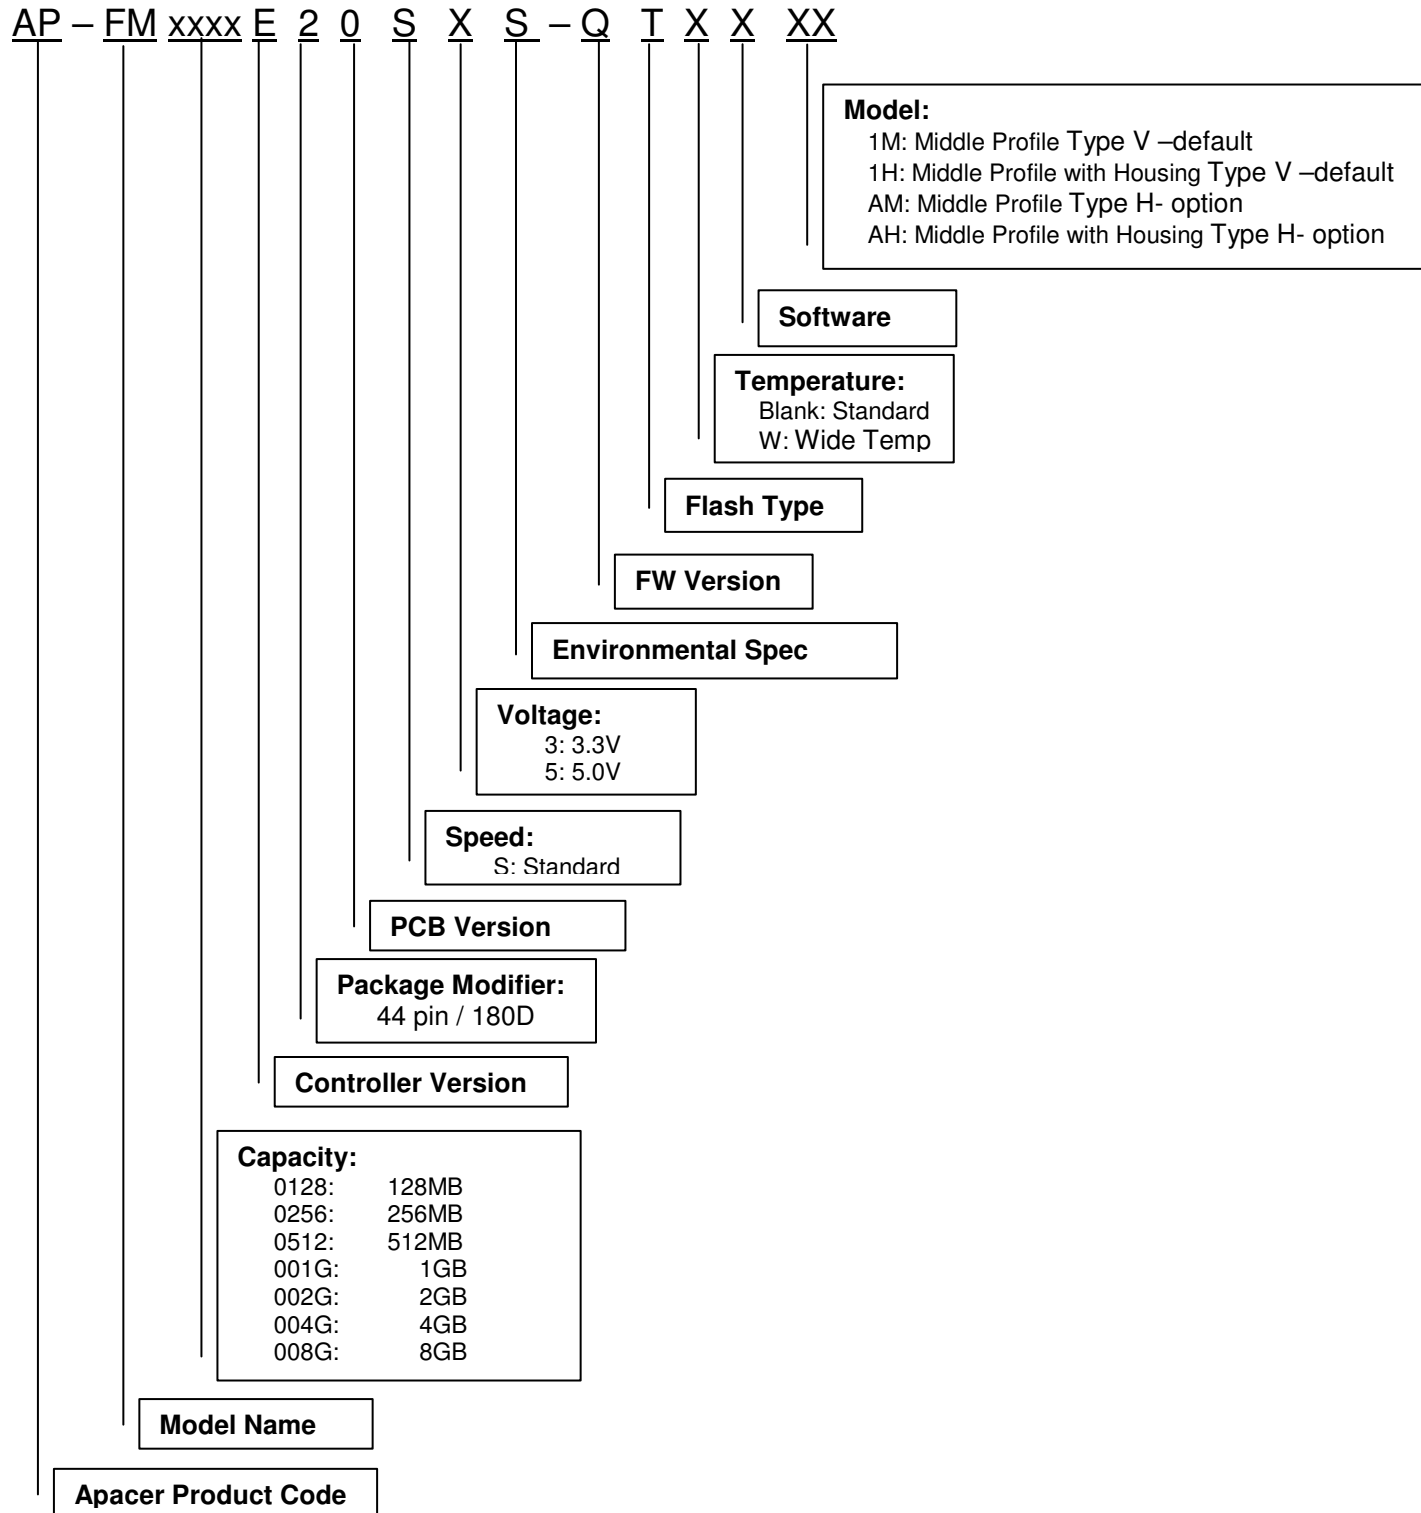 AP – FM xxxx E 2 0 S X S – Q T X X XX
Model:
1M: Middle Profile Type V –default
1H: Middle Profile with Housing Type V –default
AM: Middle Profile Type H- option
AH: Middle Profile with Housing Type H- option
Software
Temperature:
Blank: Standard
W: Wide Temp
Flash Type
FW Version
Environmental Spec
Voltage:
3: 3.3V
5: 5.0V
Speed:
S: Standard
PCB Version
Package Modifier:
44 pin / 180D
Controller Version
Capacity:
0128: 128MB
0256: 256MB
0512: 512MB
001G: 1GB
002G: 2GB
004G: 4GB
008G: 8GB
Model Name
Apacer Product Code